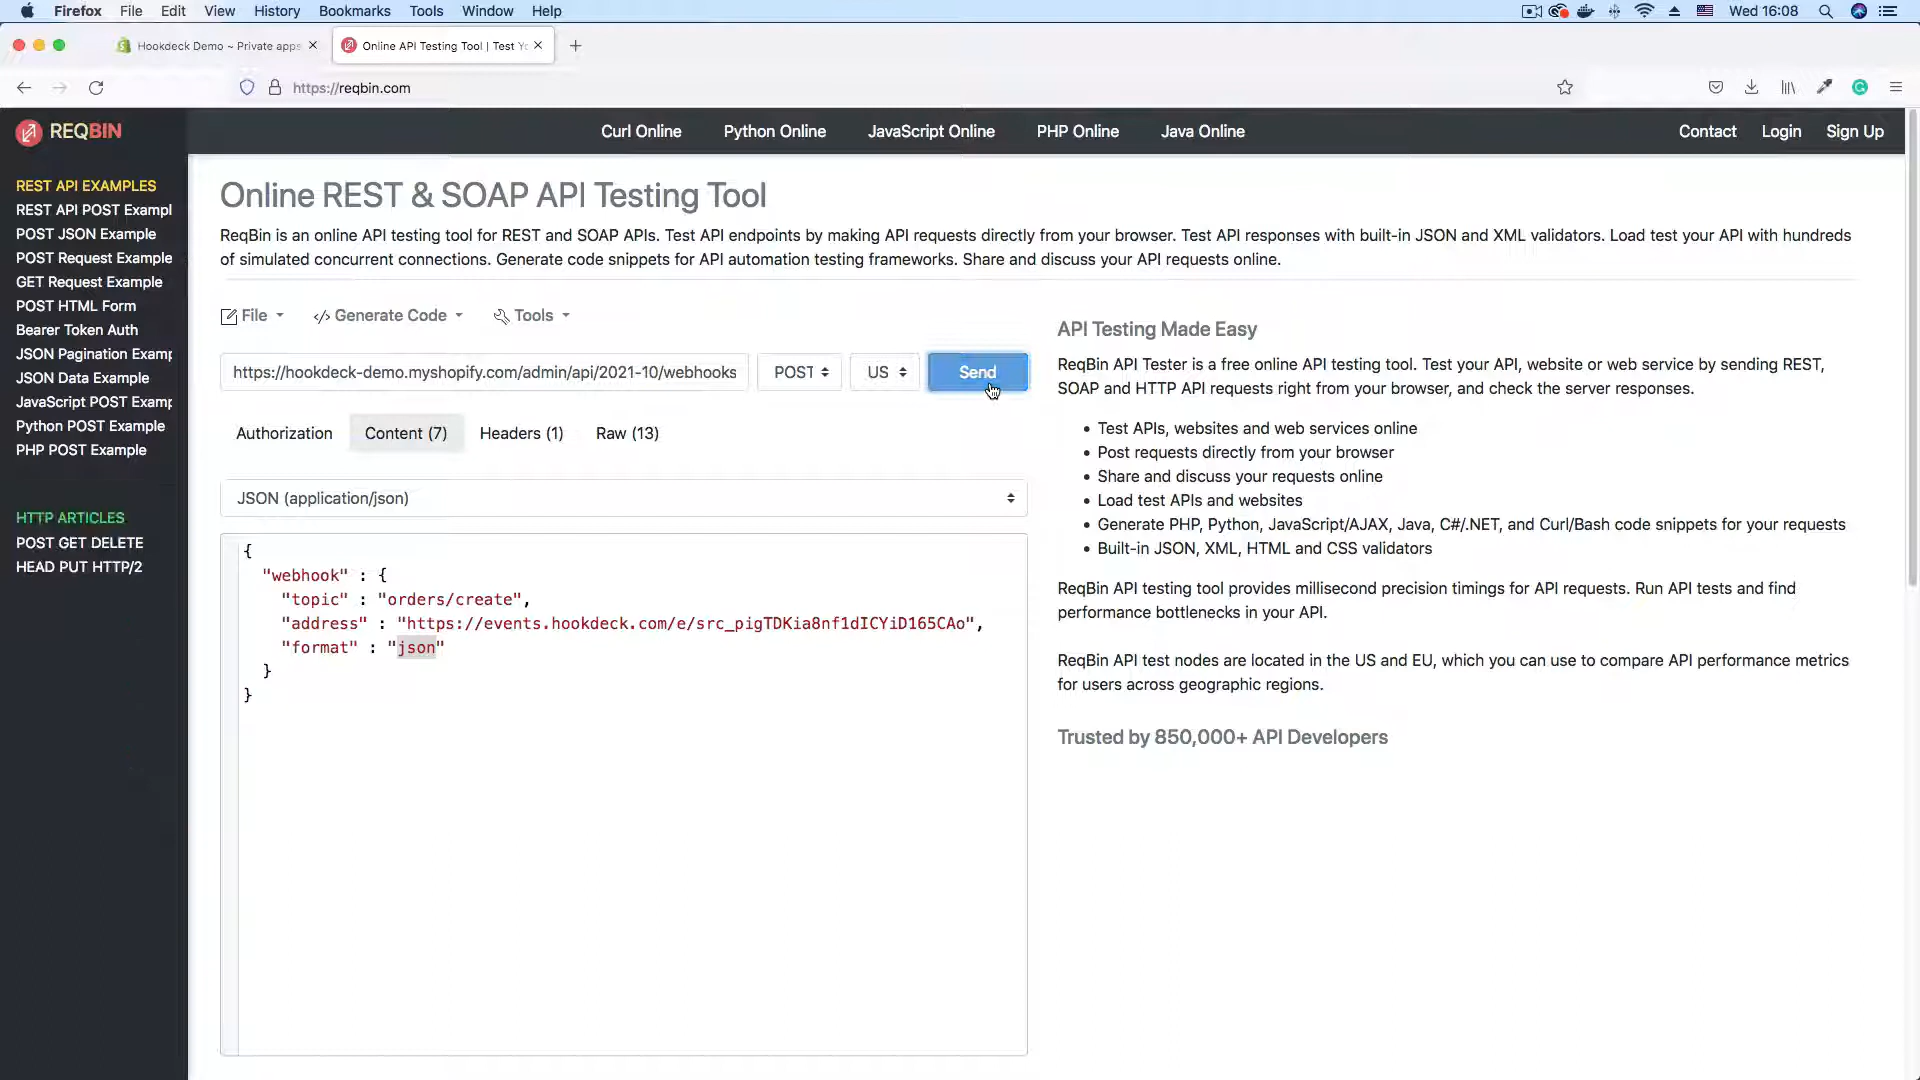 Firefox File Edit View History Bookmarks Tools Window Help Wed 16:08
Hookdeck Demo ~ Private apps
Online API Testing Tool | Test Yo
https://reqbin.com
REQBIN
Curl Online Python Online JavaScript Online PHP Online Java Online Contact Login Sign Up
REST API EXAMPLES
REST API POST Exampl
POST JSON Example
POST Request Example
GET Request Example
POST HTML Form
Bearer Token Auth
JSON Pagination Examp
JSON Data Example
JavaScript POST Examp
Python POST Example
PHP POST Example
HTTP ARTICLES
POST GET DELETE
HEAD PUT HTTP/2
Online REST & SOAP API Testing Tool
ReqBin is an online API testing tool for REST and SOAP APIs. Test API endpoints by making API requests directly from your browser. Test API responses with built-in JSON and XML validators. Load test your API with hundreds
of simulated concurrent connections. Generate code snippets for API automation testing frameworks. Share and discuss your API requests online.
File </> Generate Code Tools
https://hookdeck-demo.myshopify.com/admin/api/2021-10/webhooks POST US Send
Authorization Content (7) Headers (1) Raw (13)
JSON (application/json)
{
"webhook" : {
"topic" : "orders/create",
"address" : "https://events.hookdeck.com/e/src_pigTDKia8nf1dICYiD165CAo",
"format" : "json"
}
}
API Testing Made Easy
ReqBin API Tester is a free online API testing tool. Test your API, website or web service by sending REST,
SOAP and HTTP API requests right from your browser, and check the server responses.
• Test APIs, websites and web services online
• Post requests directly from your browser
• Share and discuss your requests online
• Load test APIs and websites
• Generate PHP, Python, JavaScript/AJAX, Java, C#/.NET, and Curl/Bash code snippets for your requests
• Built-in JSON, XML, HTML and CSS validators
ReqBin API testing tool provides millisecond precision timings for API requests. Run API tests and find
performance bottlenecks in your API.
ReqBin API test nodes are located in the US and EU, which you can use to compare API performance metrics
for users across geographic regions.
Trusted by 850,000+ API Developers